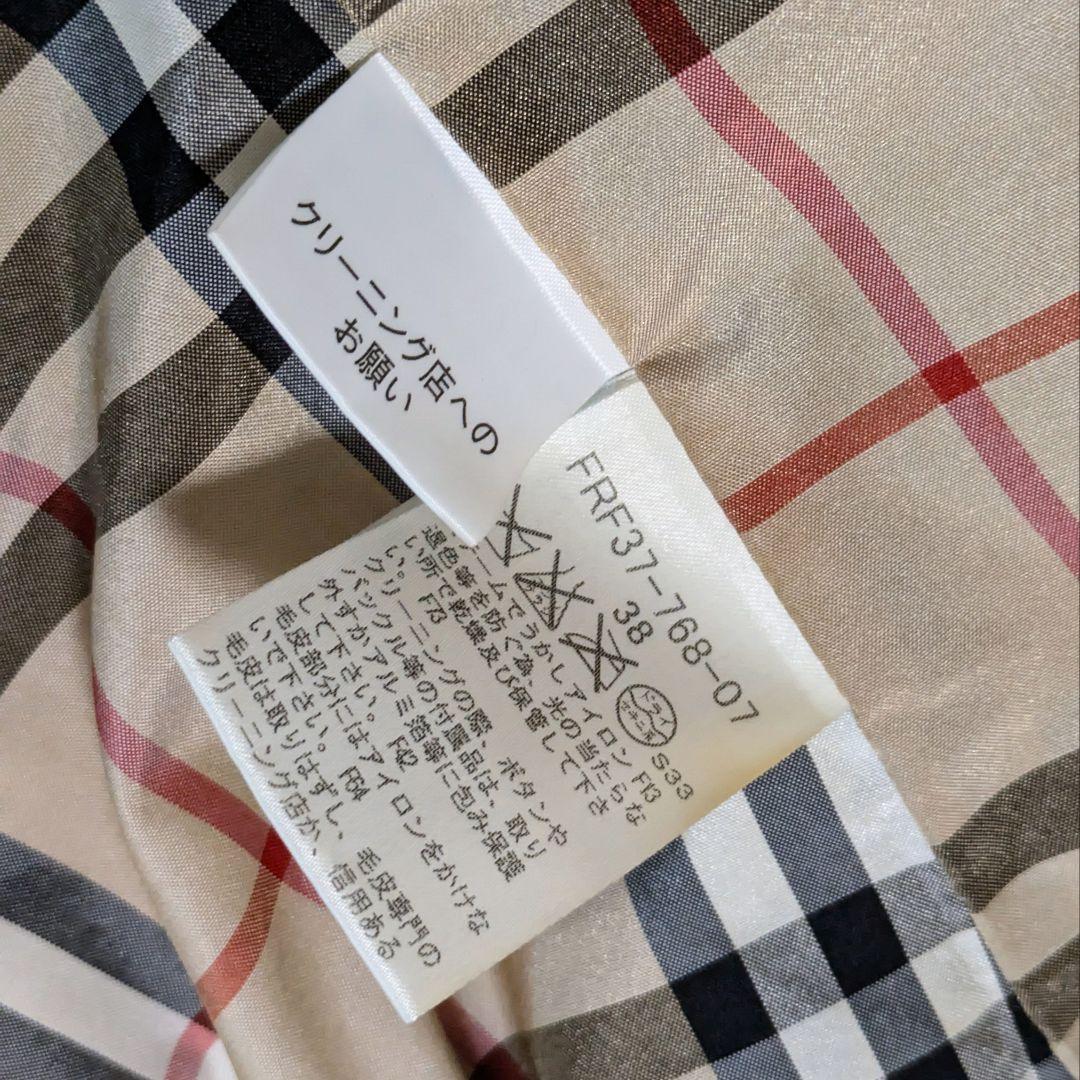 クリーニング店への
お願い
FRF37-768-07
38
ドライ
S33
ームでうかしアイロン F13
退色等を防ぐ為、光の当たらな
い所で乾燥及び保管して下さ
い。 F73
クリーニングの際、ボタンや
バックル等の付属品は、取り
外すかアルミ箔等に包み保護
して下さい。 F42
毛皮部分にはアイロンをかけな
いで下さい。 F64
毛皮は取りはずし、毛皮専門の
クリーニング店か、信用ある